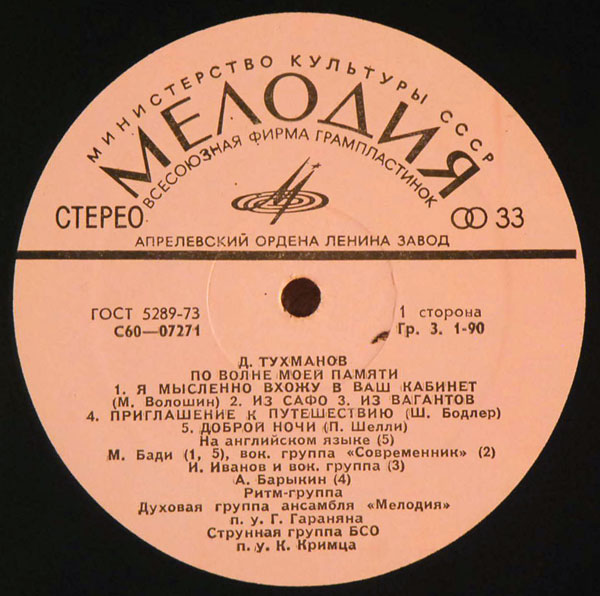 МИНИСТЕРСТВО КУЛЬТУРЫ СССР
МЕЛОДИЯ
ВСЕСОЮЗНАЯ ФИРМА ГРАМПЛАСТИНОК
СТЕРЕО
33
АПРЕЛЕВСКИЙ ОРДЕНА ЛЕНИНА ЗАВОД
ГОСТ 5289-73
С60—07271
1 сторона
Гр. 3. 1-90
Д. ТУХМАНОВ
ПО ВОЛНЕ МОЕЙ ПАМЯТИ
1. Я МЫСЛЕННО ВХОЖУ В ВАШ КАБИНЕТ
(М. Волошин) 2. ИЗ САФО 3. ИЗ ВАГАНТОВ
4. ПРИГЛАШЕНИЕ К ПУТЕШЕСТВИЮ (Ш. Бодлер)
5. ДОБРОЙ НОЧИ (П. Шелли)
На английском языке (5)
М. Бади (1, 5), вок. группа «Современник» (2)
И. Иванов и вок. группа (3)
А. Барыкин (4)
Ритм-группа
Духовая группа ансамбля «Мелодия»
п. у. Г. Гараняна
Струнная группа БСО
п. у. К. Кримца